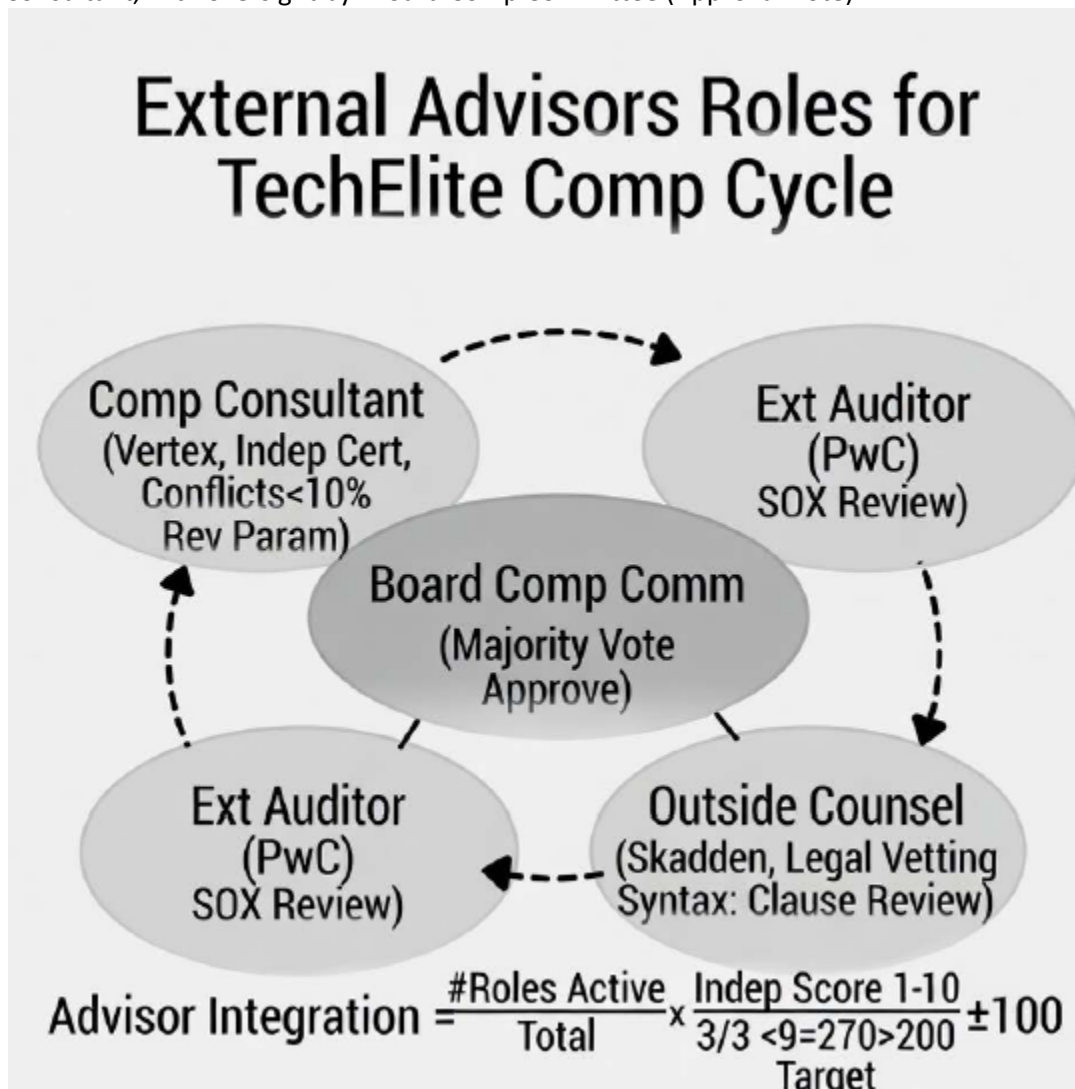 External Advisors Roles for
TechElite Comp Cycle
Comp Consultant
(Vertex, Indep Cert,
Conflicts<10%
Rev Param)
Ext Auditor
(PwC)
SOX Review)
Board Comp Comm
(Majority Vote
Approve)
Ext Auditor
(PwC)
SOX Review)
Outside Counsel
(Skadden, Legal Vetting
Syntax: Clause Review)
Advisor Integration = #Roles Active / Total x Indep Score 1-10 / 3/3 <9=270>200 ±100
Target